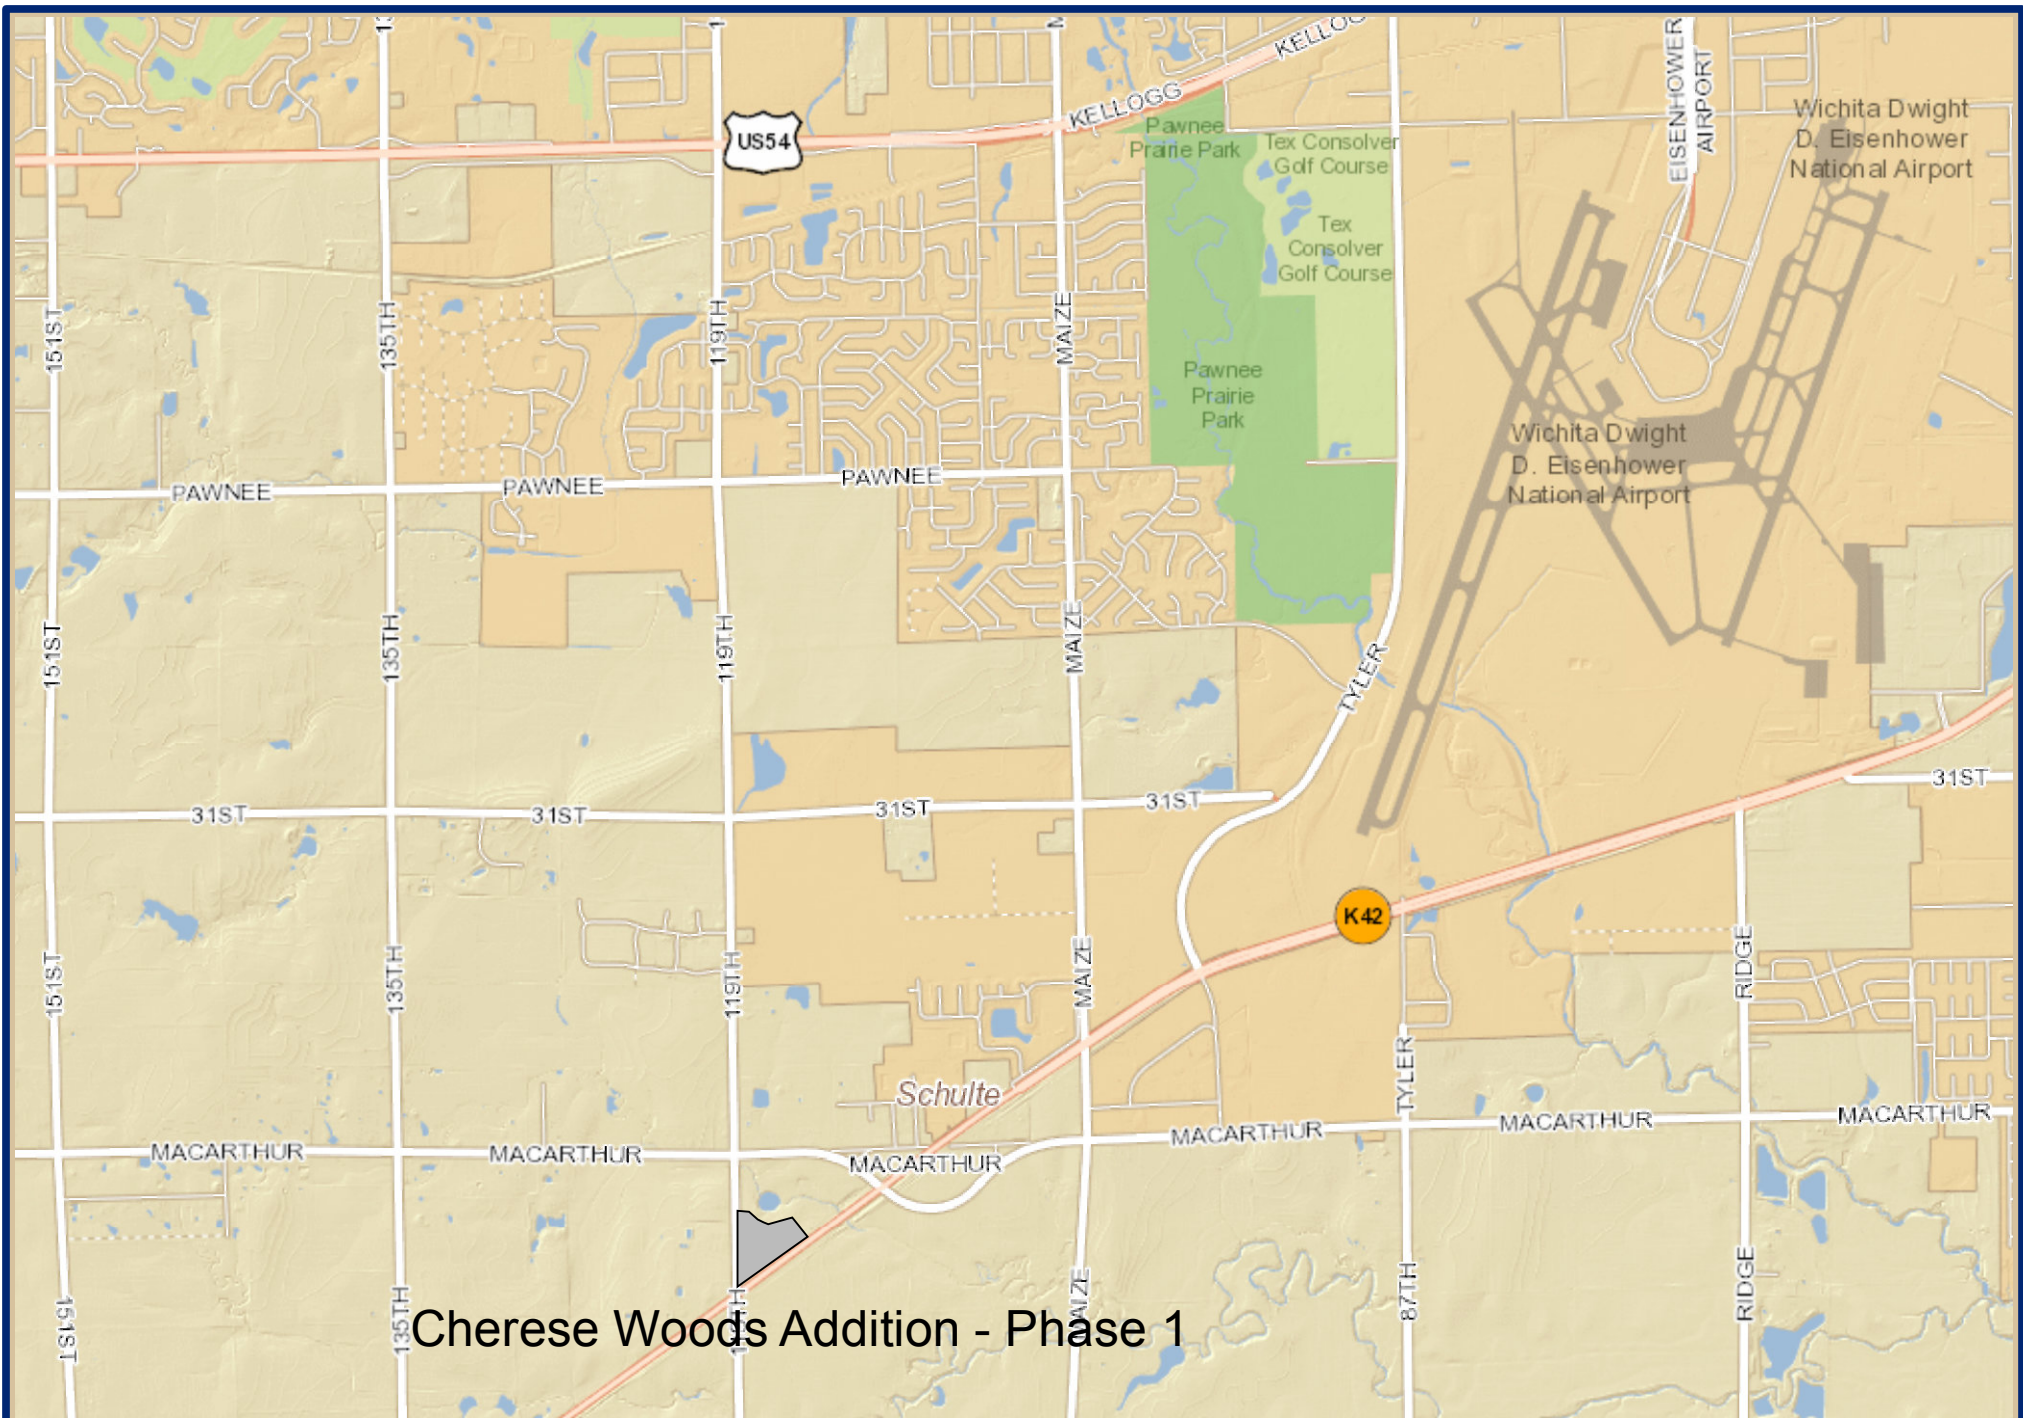 KELLOGG
KELLOG
EISENHOWER
AIRPORT
Wichita Dwight
D. Eisenhower
National Airport
US54
Pawnee
Prairie Park
Tex Consolver
Golf Course
Tex
Consolver
Golf Course
151ST
135TH
119TH
MAIZE
Pawnee
Prairie
Park
Wichita Dwight
D. Eisenhower
National Airport
PAWNEE
PAWNEE
PAWNEE
151ST
135TH
119TH
MAIZE
TYLER
31ST
31ST
31ST
31ST
31ST
K42
151ST
135TH
119TH
MAIZE
RIDGE
TYLER
Schulte
MACARTHUR
MACARTHUR
MACARTHUR
MACARTHUR
MACARTHUR
MACARTHUR
151ST
135TH
119TH
MAIZE
87TH
RIDGE
Cherese Woods Addition - Phase 1